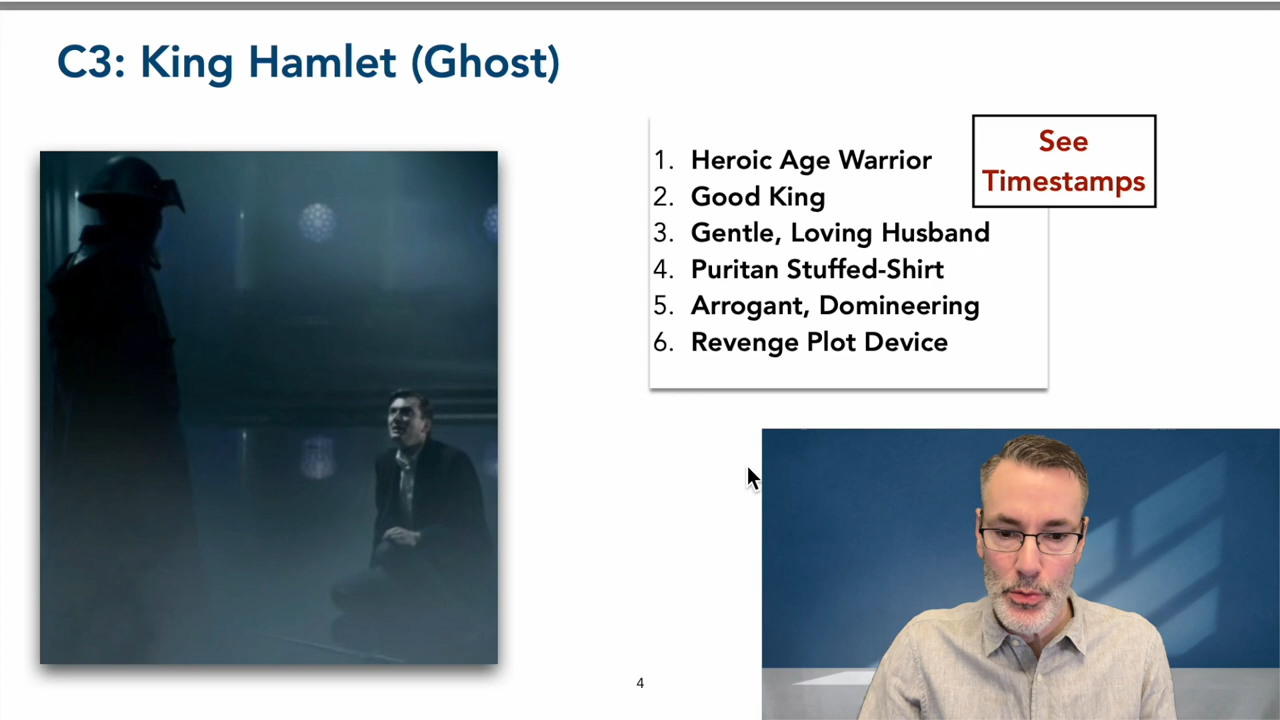 C3: King Hamlet (Ghost)
1. Heroic Age Warrior
2. Good King
3. Gentle, Loving Husband
4. Puritan Stuffed-Shirt
5. Arrogant, Domineering
6. Revenge Plot Device
See
Timestamps
4